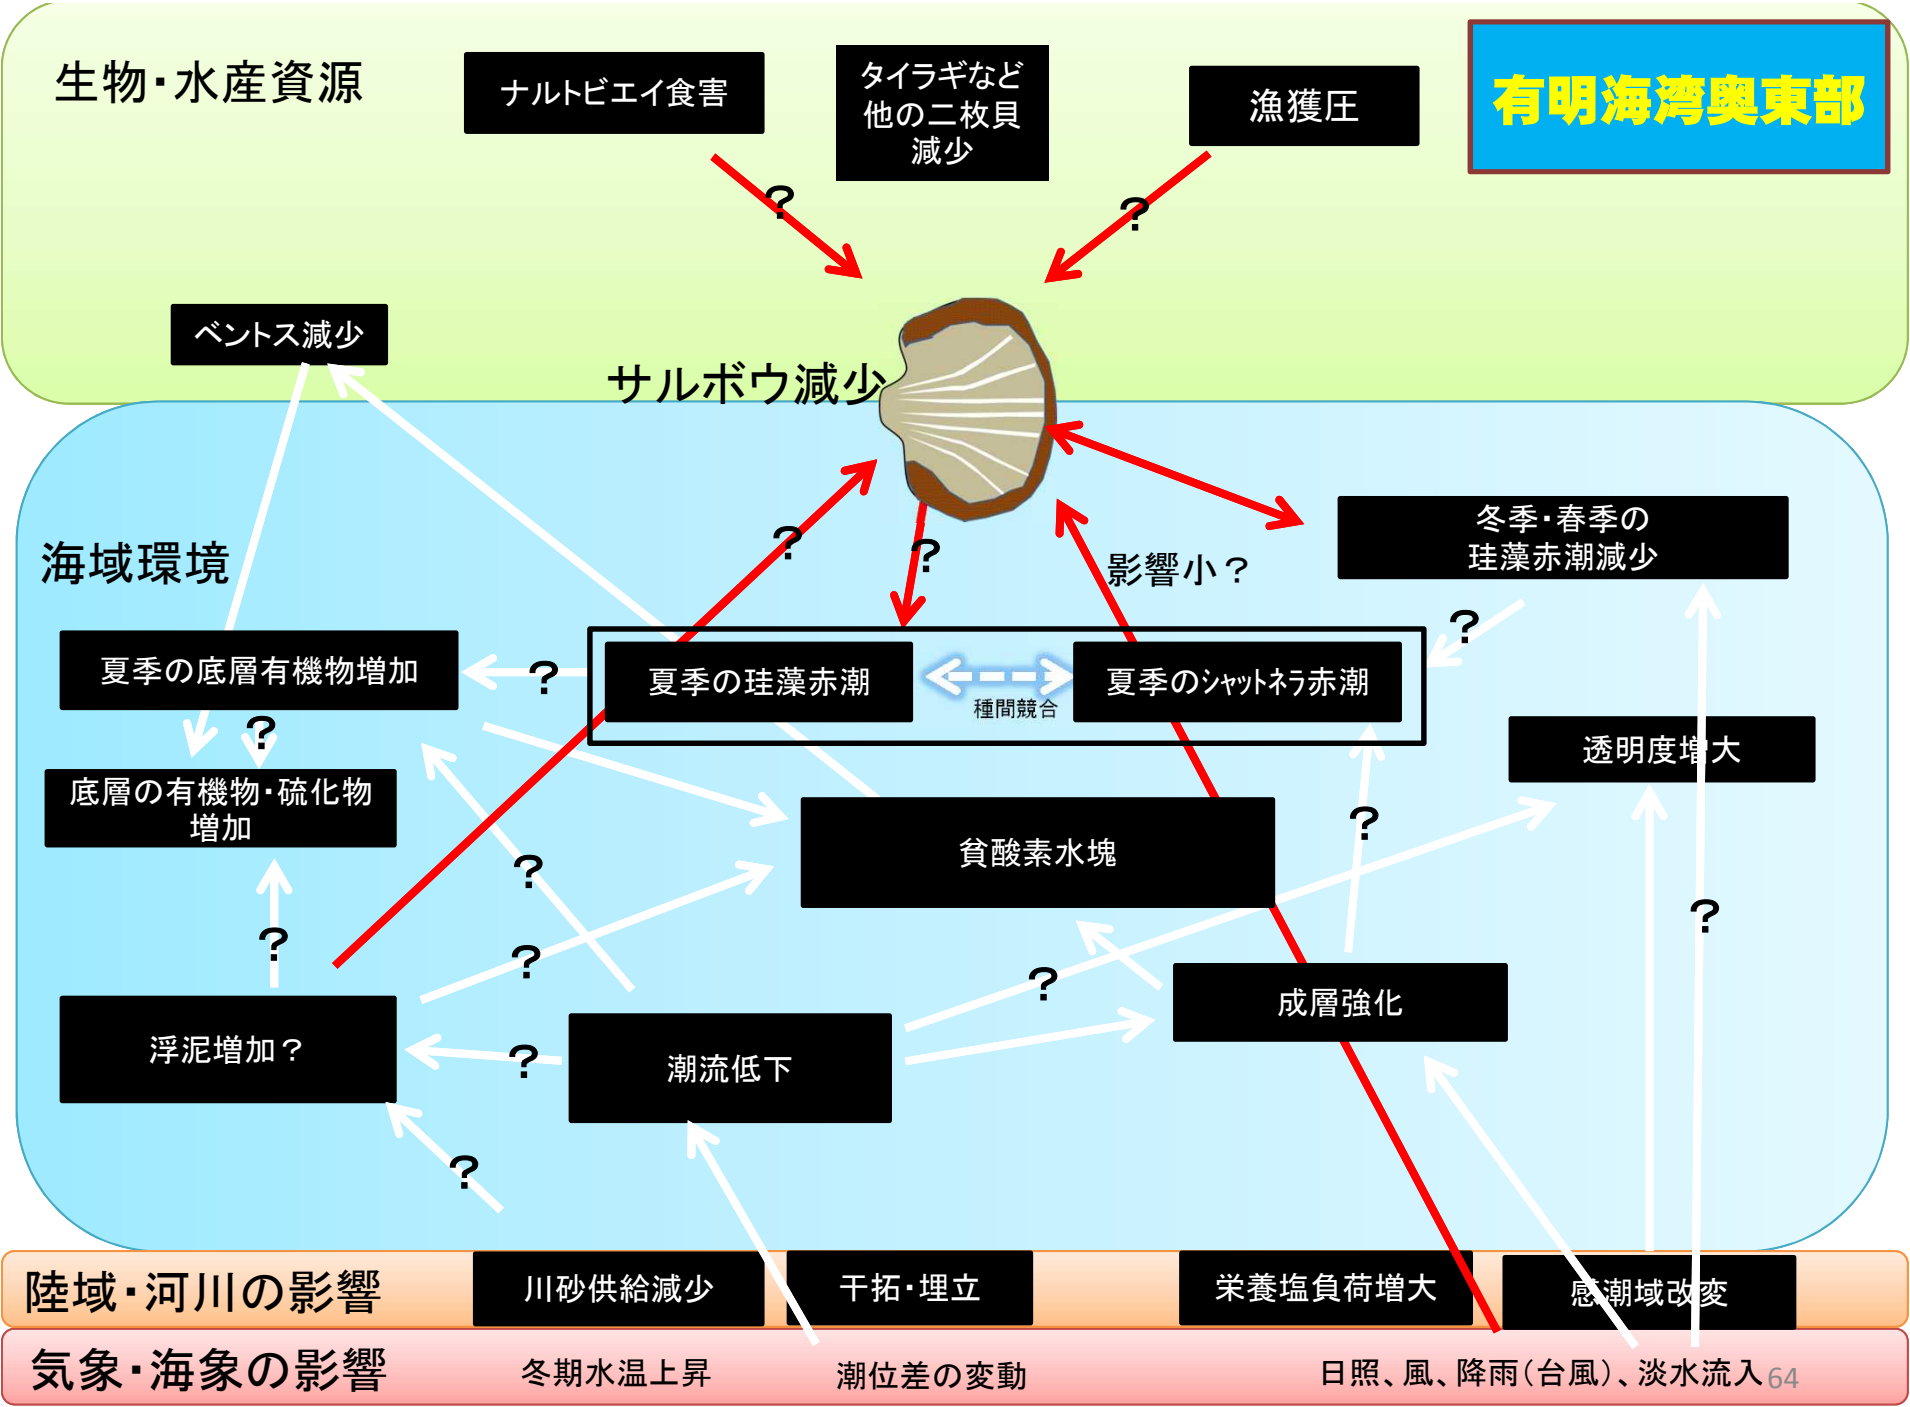 生物・水産資源
ナルトビエイ食害
タイラギなど
他の二枚貝
減少
漁獲圧
有明海湾奥東部
?
?
ベントス減少
サルボウ減少
海域環境
?
?
影響小?
冬季・春季の
珪藻赤潮減少
?
夏季の底層有機物増加
?
夏季の珪藻赤潮
種間競合
夏季のシャットネラ赤潮
?
透明度増大
底層の有機物・硫化物
増加
?
?
貧酸素水塊
?
?
?
?
成層強化
浮泥増加?
?
潮流低下
?
陸域・河川の影響
川砂供給減少
干拓・埋立
栄養塩負荷増大
感潮域改変
気象・海象の影響
冬期水温上昇
潮位差の変動
日照、風、降雨(台風)、淡水流入
64